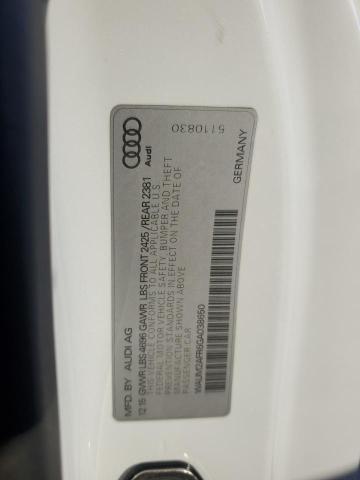 5110830
Audi
GERMANY
MFD. BY AUDI AG
12.15 GVWR LBS 4696 GAWR LBS FRONT 2425 / REAR 2381
THIS VEHICLE CONFORMS TO ALL APPLICABLE U.S.
FEDERAL MOTOR VEHICLE SAFETY, BUMPER AND THEFT
PREVENTION STANDARDS IN EFFECT ON THE DATE OF
MANUFACTURE SHOWN ABOVE
PASSENGER CAR
WAUM2AFR6GA038650